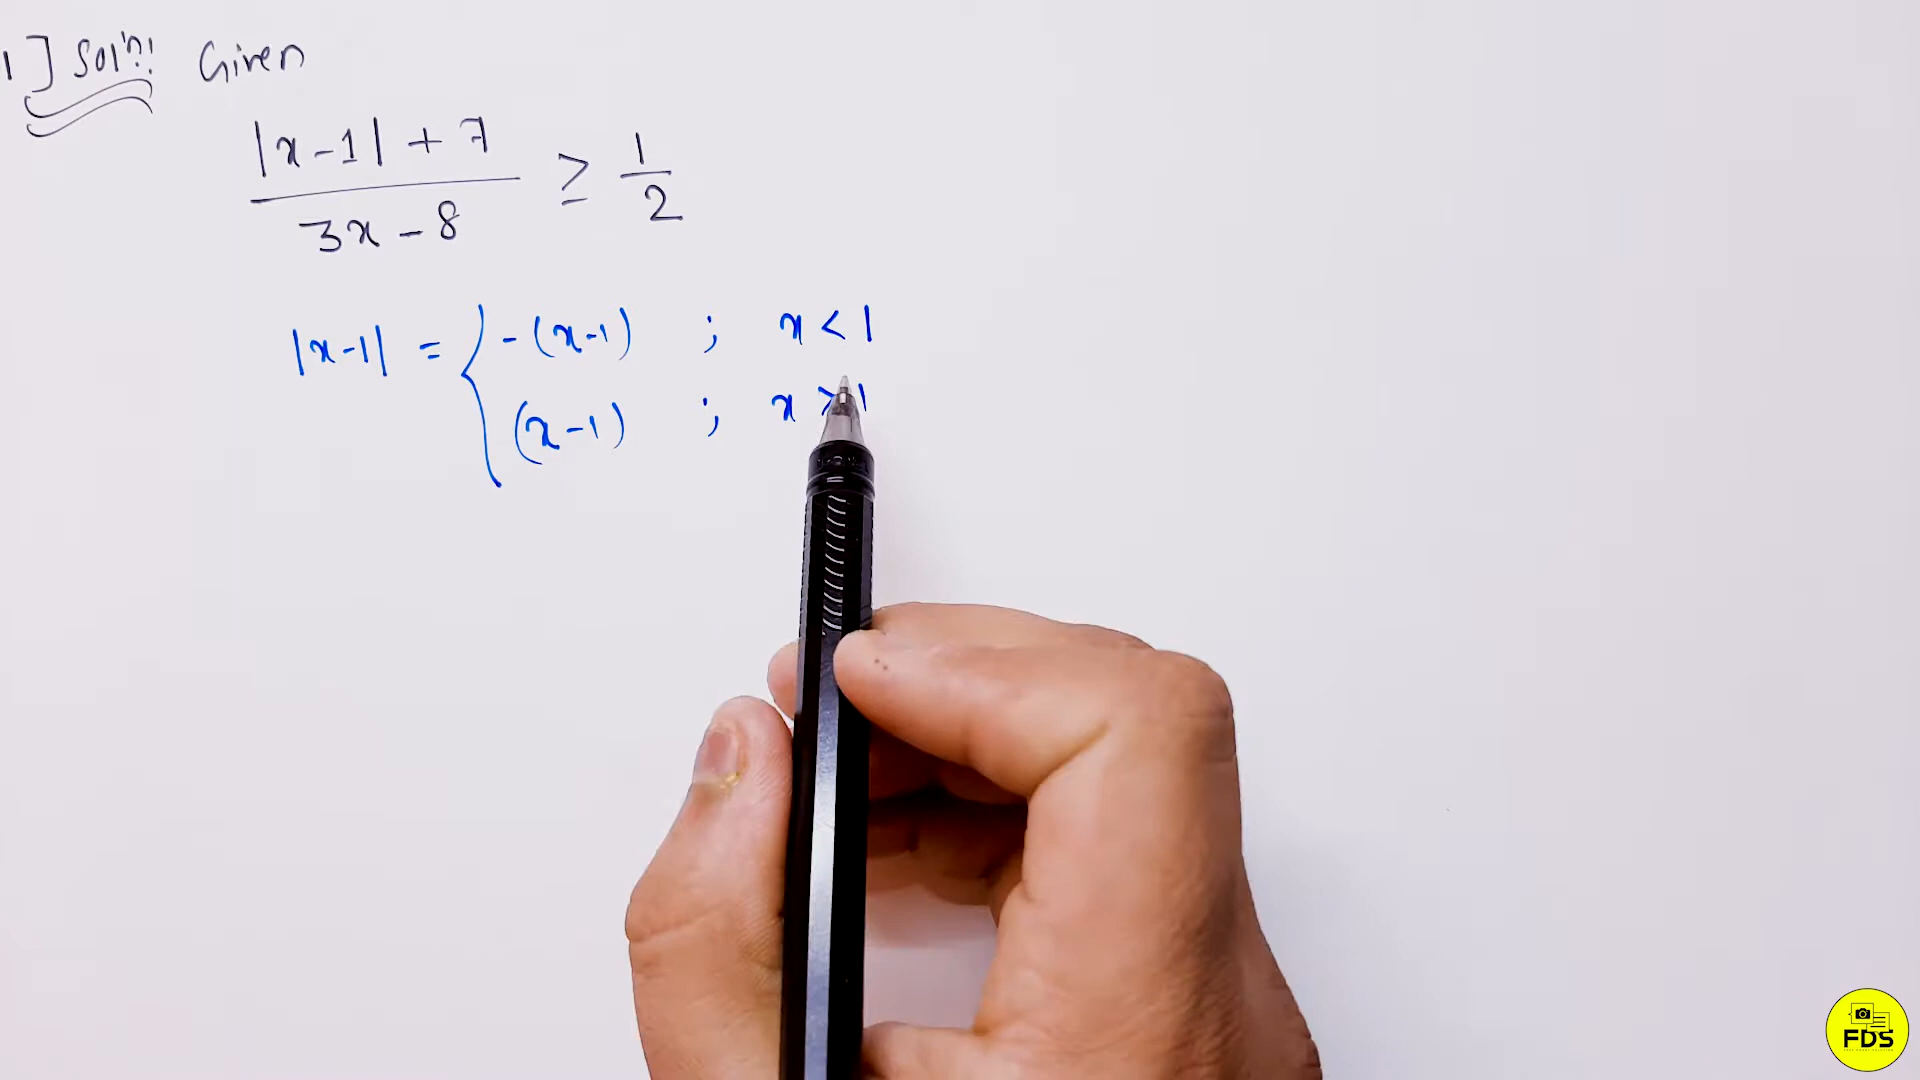 1] Sol'n: Given
|x-1| + 7
3x - 8
≥ 1/2
|x-1| = { -(x-1) ; x < 1
(x-1) ; x > 1
FDS